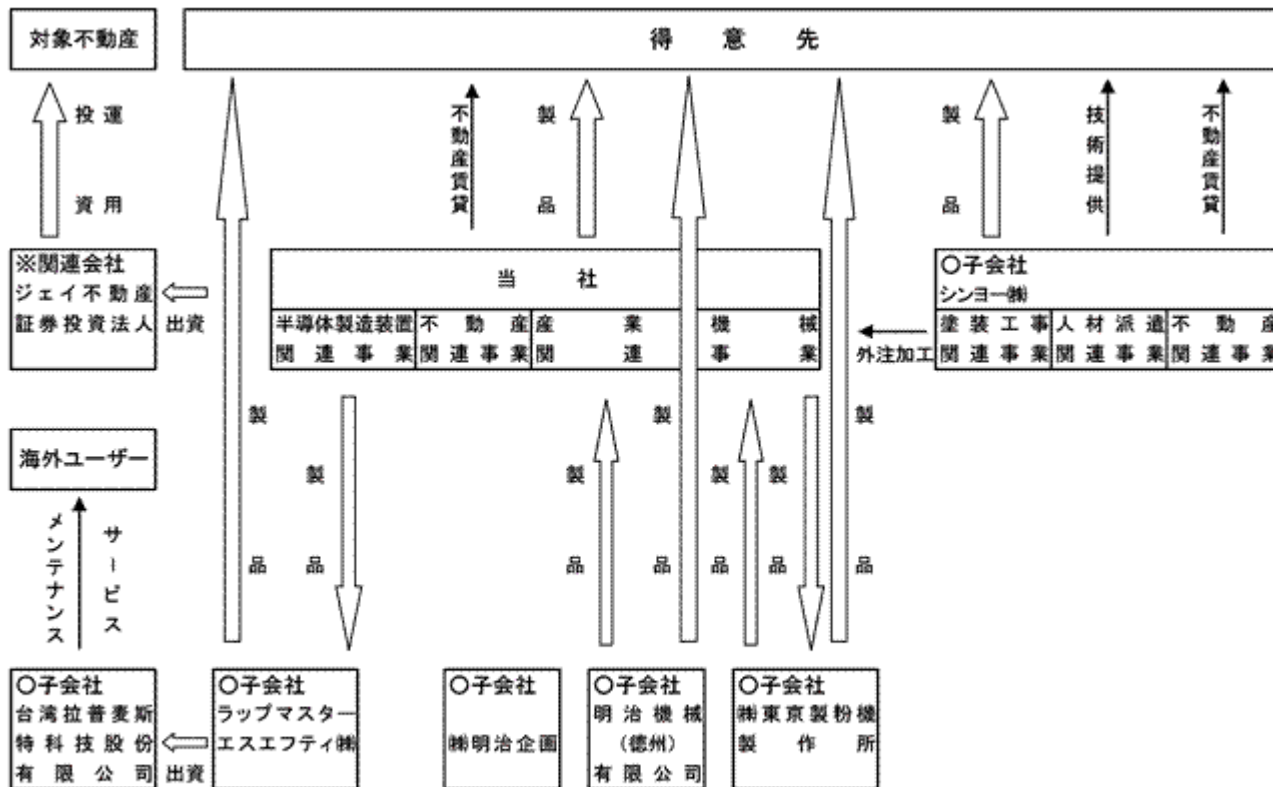 対象不動産
得意先
投運
資用
製品
不動産賃貸
製品
製品
製品
製品
技術提供
不動産賃貸
※関連会社
ジェイ不動産
証券投資法人
出資
当社
半導体製造装置
関連事業
不動産
関連事業
産業機械
関連事業
外注加工
○子会社
シンヨー㈱
塗装工事
関連事業
人材派遣
関連事業
不動産
関連事業
海外ユーザー
メンテナンス
サービス
製品
製品
製品
製品
○子会社
台湾拉普麦斯
特科技股份
有限公司
出資
○子会社
ラップマスター
エスエフティ㈱
○子会社
㈱明治企画
○子会社
明治機械
(徳州)
有限公司
○子会社
㈱東京製粉機
製作所